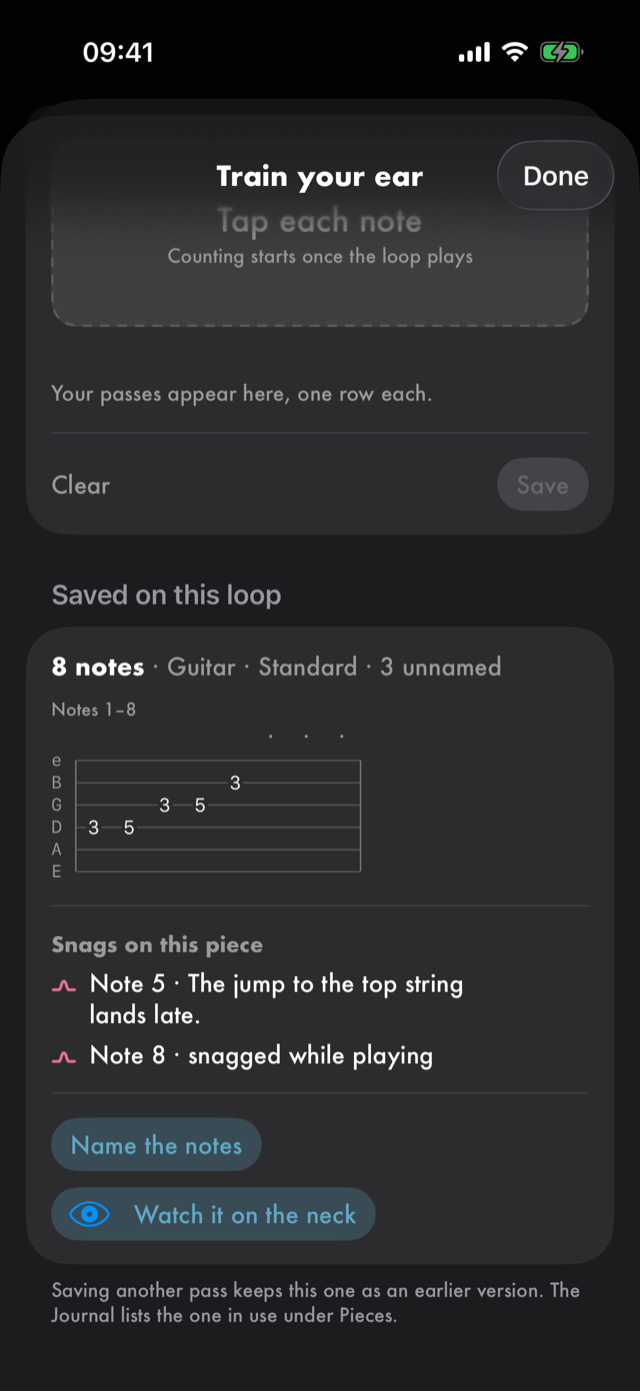 09:41
Train your ear
Done
Tap each note
Counting starts once the loop plays
Your passes appear here, one row each.
Clear
Save
Saved on this loop
8 notes · Guitar · Standard · 3 unnamed
Notes 1–8
· · ·
e
B 3
G 3 5
D 3 5
A
E
Snags on this piece
Note 5 · The jump to the top string
lands late.
Note 8 · snagged while playing
Name the notes
Watch it on the neck
Saving another pass keeps this one as an earlier version. The
Journal lists the one in use under Pieces.